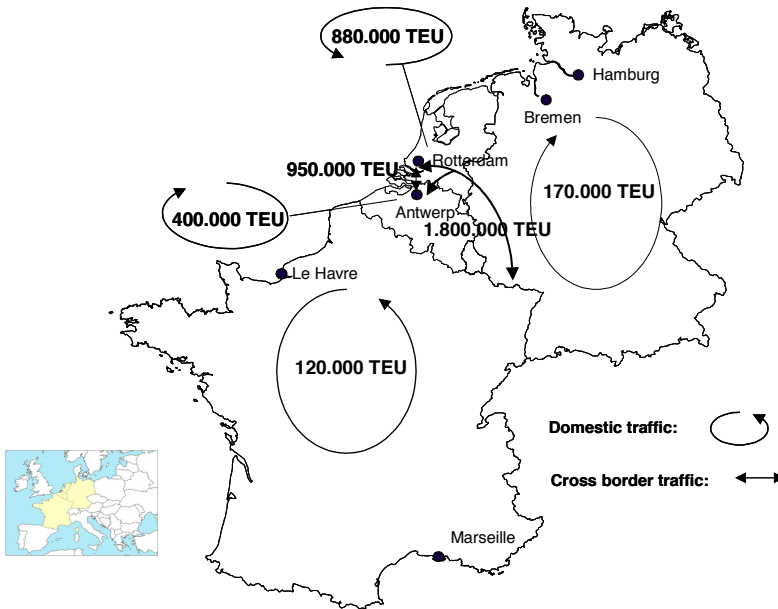 880.000 TEU
Hamburg
Bremen
Rotterdam
950.000 TEU
170.000 TEU
Antwerp
400.000 TEU
1.800.000 TEU
Le Havre
120.000 TEU
Domestic traffic:
Cross border traffic:
Marseille